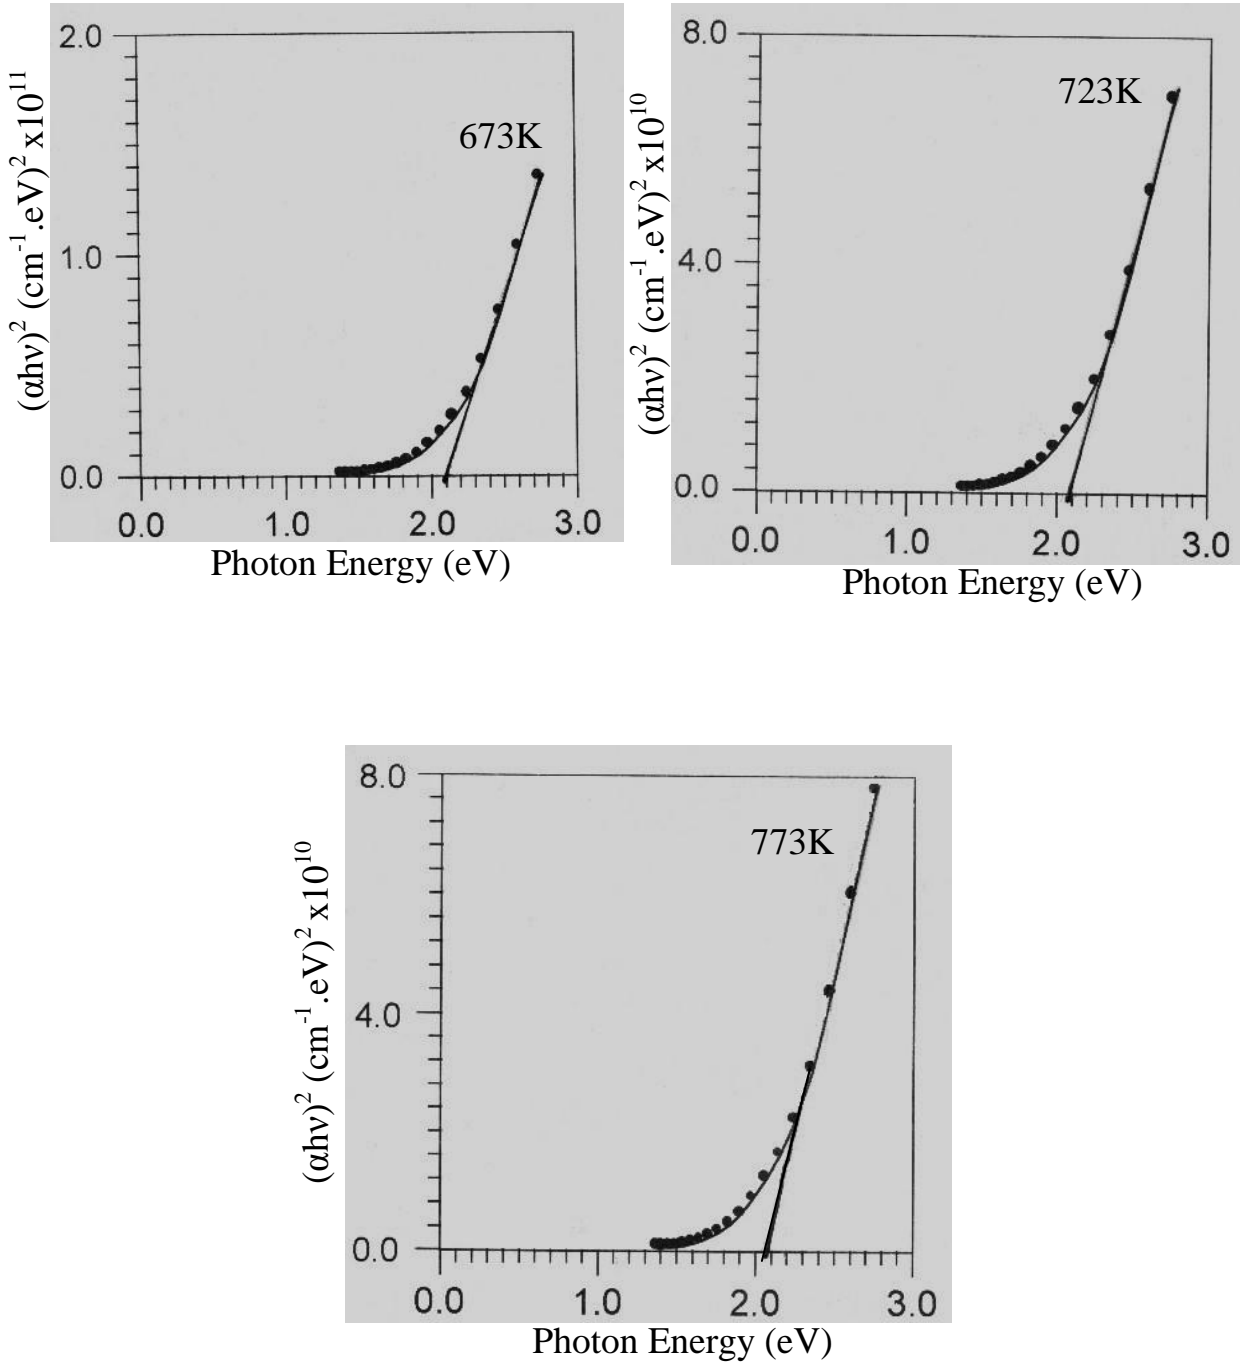 2.0
673K
1.0
0.0
0.0 1.0 2.0 3.0
(αhν)² (cm⁻¹.eV)² x10¹¹
Photon Energy (eV)
8.0
723K
4.0
0.0
0.0 1.0 2.0 3.0
(αhν)² (cm⁻¹.eV)² x10¹⁰
Photon Energy (eV)
8.0
773K
4.0
0.0
0.0 1.0 2.0 3.0
(αhν)² (cm⁻¹.eV)² x10¹⁰
Photon Energy (eV)